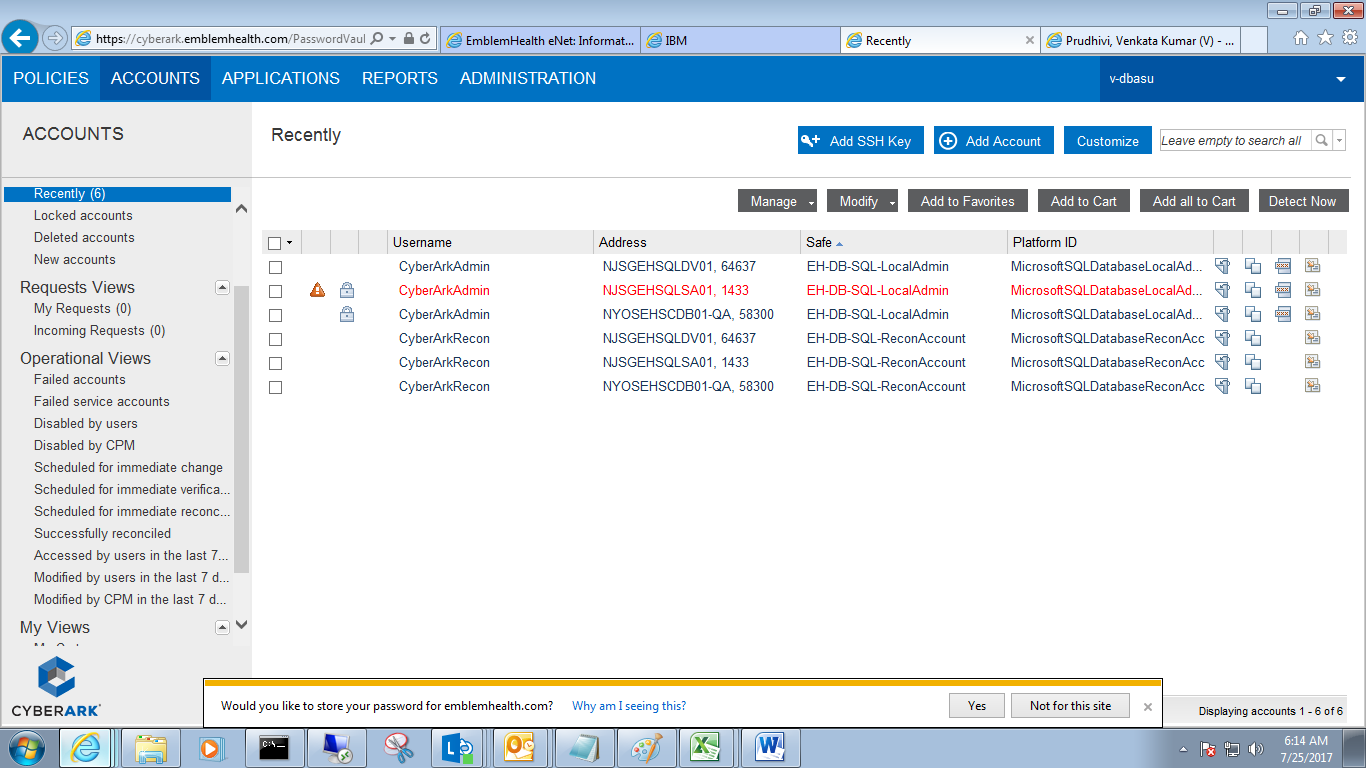 https://cyberark.emblemhealth.com/PasswordVaul
EmblemHealth eNet: Informat...
IBM
Recently
Prudhivi, Venkata Kumar (V) - ...
POLICIES ACCOUNTS APPLICATIONS REPORTS ADMINISTRATION v-dbasu
ACCOUNTS
Recently (6)
Locked accounts
Deleted accounts
New accounts
Requests Views
My Requests (0)
Incoming Requests (0)
Operational Views
Failed accounts
Failed service accounts
Disabled by users
Disabled by CPM
Scheduled for immediate change
Scheduled for immediate verifica...
Scheduled for immediate reconc...
Successfully reconciled
Accessed by users in the last 7...
Modified by users in the last 7 d...
Modified by CPM in the last 7 d...
My Views
CYBERARK
Recently
Add SSH Key Add Account Customize Leave empty to search all
Manage Modify Add to Favorites Add to Cart Add all to Cart Detect Now
Username Address Safe Platform ID
CyberArkAdmin NJSGEHSQLDV01, 64637 EH-DB-SQL-LocalAdmin MicrosoftSQLDatabaseLocalAd...
CyberArkAdmin NJSGEHSQLSA01, 1433 EH-DB-SQL-LocalAdmin MicrosoftSQLDatabaseLocalAd...
CyberArkAdmin NYOSEHSCDB01-QA, 58300 EH-DB-SQL-LocalAdmin MicrosoftSQLDatabaseLocalAd...
CyberArkRecon NJSGEHSQLDV01, 64637 EH-DB-SQL-ReconAccount MicrosoftSQLDatabaseReconAcc
CyberArkRecon NJSGEHSQLSA01, 1433 EH-DB-SQL-ReconAccount MicrosoftSQLDatabaseReconAcc
CyberArkRecon NYOSEHSCDB01-QA, 58300 EH-DB-SQL-ReconAccount MicrosoftSQLDatabaseReconAcc
Would you like to store your password for emblemhealth.com? Why am I seeing this? Yes Not for this site
Displaying accounts 1 - 6 of 6
6:14 AM
7/25/2017